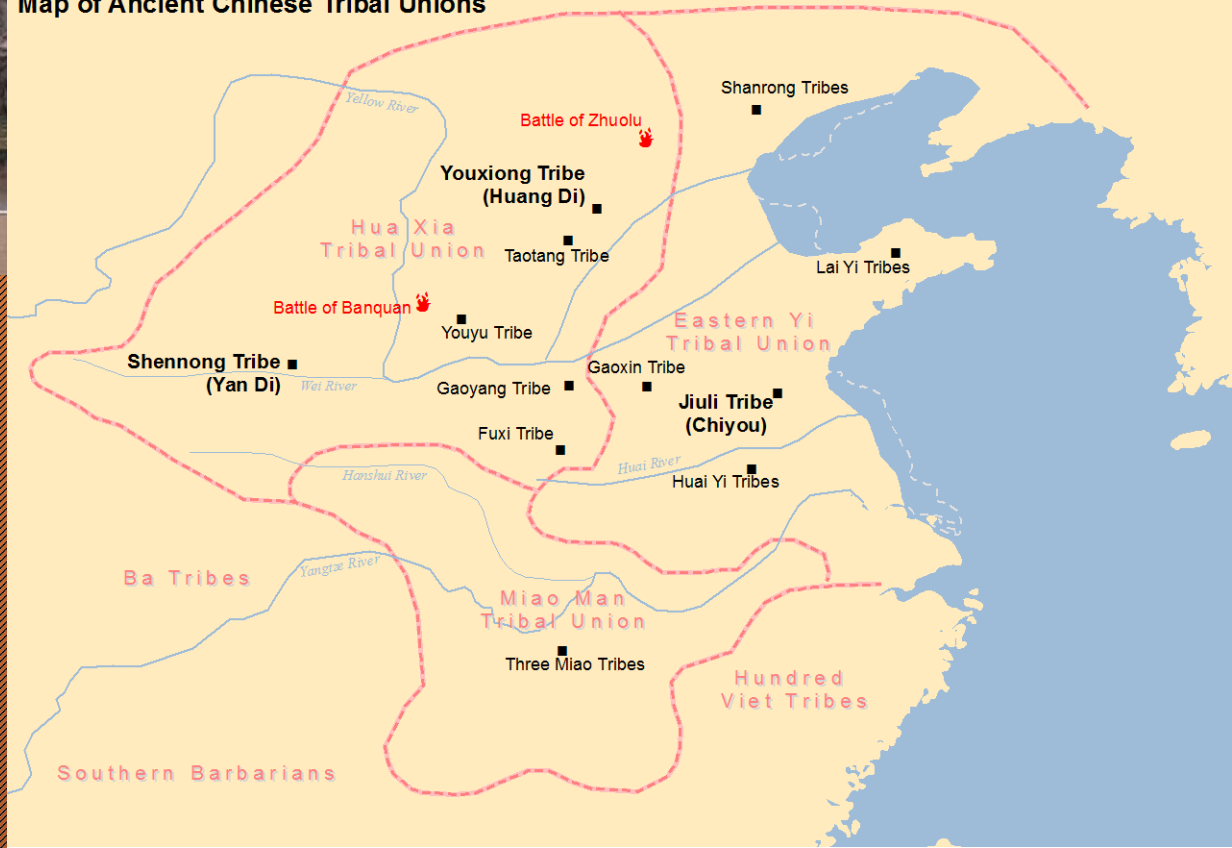 Map of Ancient Chinese Tribal Unions
Shanrong Tribes
Yellow River
Battle of Zhuolu
Youxiong Tribe
(Huang Di)
Hua Xia
Tribal Union
Taotang Tribe
Lai Yi Tribes
Battle of Banquan
Youyu Tribe
Eastern Yi
Tribal Union
Shennong Tribe
(Yan Di)
Wei River
Gaoxin Tribe
Gaoyang Tribe
Jiuli Tribe
(Chiyou)
Fuxi Tribe
Huai River
Hanshui River
Huai Yi Tribes
Yangtze River
Ba Tribes
Miao Man
Tribal Union
Three Miao Tribes
Hundred
Viet Tribes
Southern Barbarians